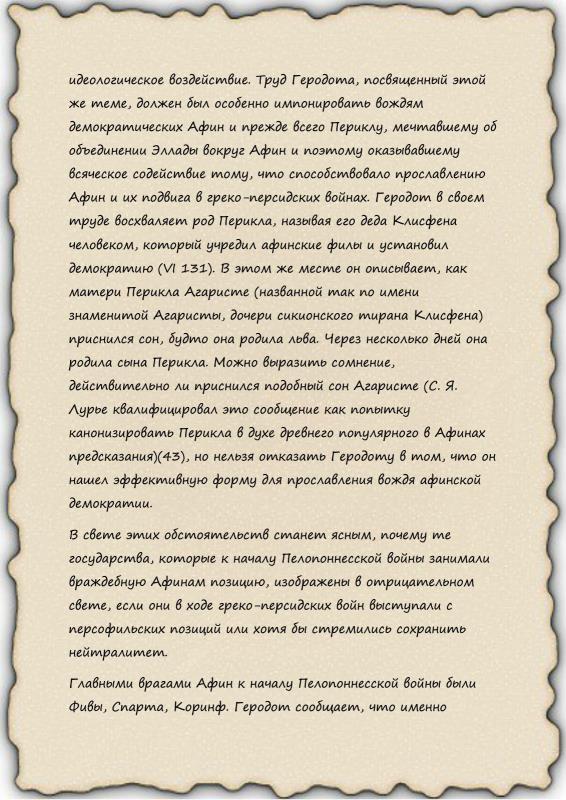 идеологическое воздействие. Труд Геродота, посвященный этой
же теме, должен был особенно импонировать вождям
демократических Афин и прежде всего Периклу, мечтавшему об
объединении Эллады вокруг Афин и поэтому оказывавшему
всяческое содействие тому, что способствовало прославлению
Афин и их подвига в греко-персидских войнах. Геродот в своем
труде восхваляет род Перикла, называя его деда Клисфена
человеком, который учредил афинские филы и установил
демократию (VI 131). В этом же месте он описывает, как
матери Перикла Агаристе (названной так по имени
знаменитой Агаристы, дочери сикионского тирана Клисфена)
приснился сон, будто она родила льва. Через несколько дней она
родила сына Перикла. Можно выразить сомнение,
действительно ли приснился подобный сон Агаристе (С. Я.
Лурье квалифицировал это сообщение как попытку
канонизировать Перикла в духе древнего популярного в Афинах
предсказания)(43), но нельзя отказать Геродоту в том, что он
нашел эффективную форму для прославления вождя афинской
демократии.
В свете этих обстоятельств станет ясным, почему те
государства, которые к началу Пелопоннесской войны занимали
враждебную Афинам позицию, изображены в отрицательном
свете, если они в ходе греко-персидских войн выступали с
персофильских позиций или хотя бы стремились сохранить
нейтралитет.
Главными врагами Афин к началу Пелопоннесской войны были
Фивы, Спарта, Коринф. Геродот сообщает, что именно